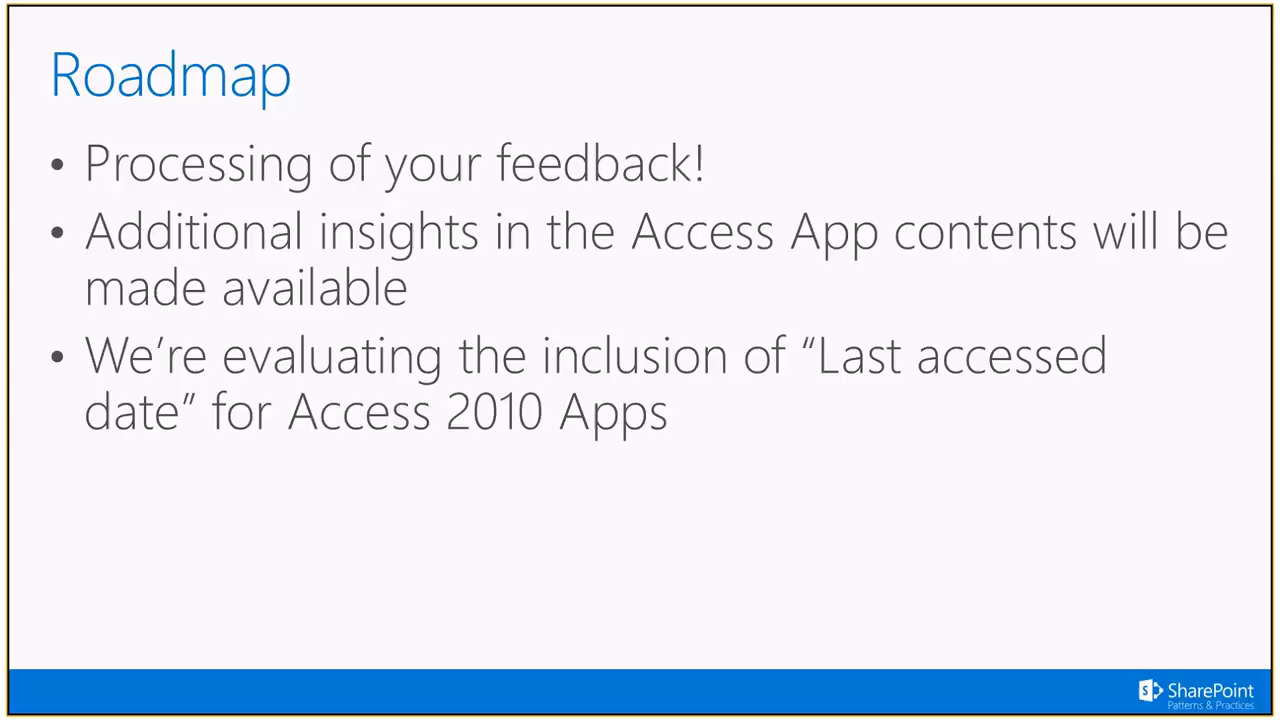 Roadmap
• Processing of your feedback!
• Additional insights in the Access App contents will be
made available
• We’re evaluating the inclusion of “Last accessed
date” for Access 2010 Apps
S
SharePoint
Patterns & Practices